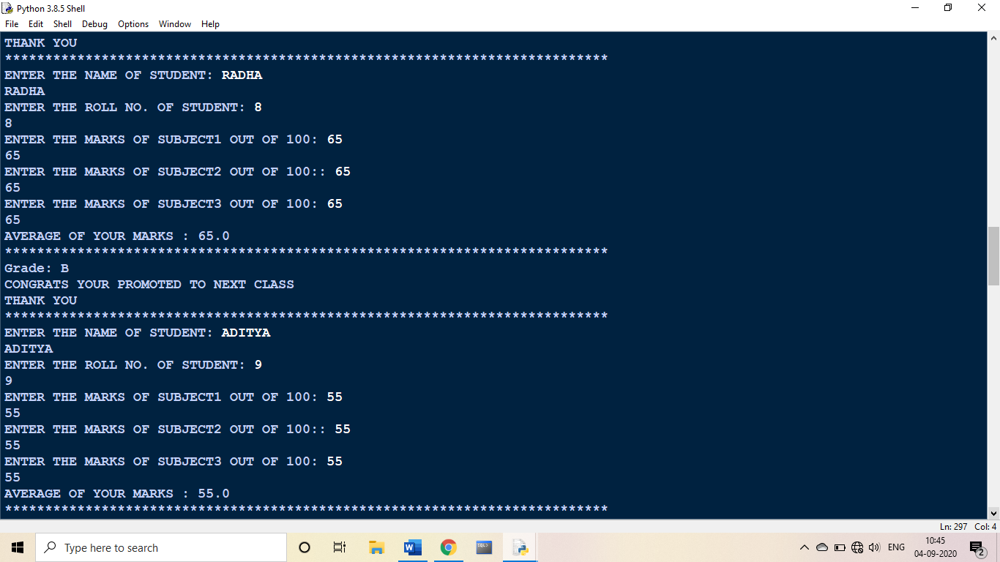 Python 3.8.5 Shell
File Edit Shell Debug Options Window Help
THANK YOU
***************************************************************************
ENTER THE NAME OF STUDENT: RADHA
RADHA
ENTER THE ROLL NO. OF STUDENT: 8
8
ENTER THE MARKS OF SUBJECT1 OUT OF 100: 65
65
ENTER THE MARKS OF SUBJECT2 OUT OF 100:: 65
65
ENTER THE MARKS OF SUBJECT3 OUT OF 100: 65
65
AVERAGE OF YOUR MARKS : 65.0
***************************************************************************
Grade: B
CONGRATS YOUR PROMOTED TO NEXT CLASS
THANK YOU
***************************************************************************
ENTER THE NAME OF STUDENT: ADITYA
ADITYA
ENTER THE ROLL NO. OF STUDENT: 9
9
ENTER THE MARKS OF SUBJECT1 OUT OF 100: 55
55
ENTER THE MARKS OF SUBJECT2 OUT OF 100:: 55
55
ENTER THE MARKS OF SUBJECT3 OUT OF 100: 55
55
AVERAGE OF YOUR MARKS : 55.0
***************************************************************************
Ln: 297 Col: 4
Type here to search
W
SQL>
ENG
10:45
04-09-2020
2